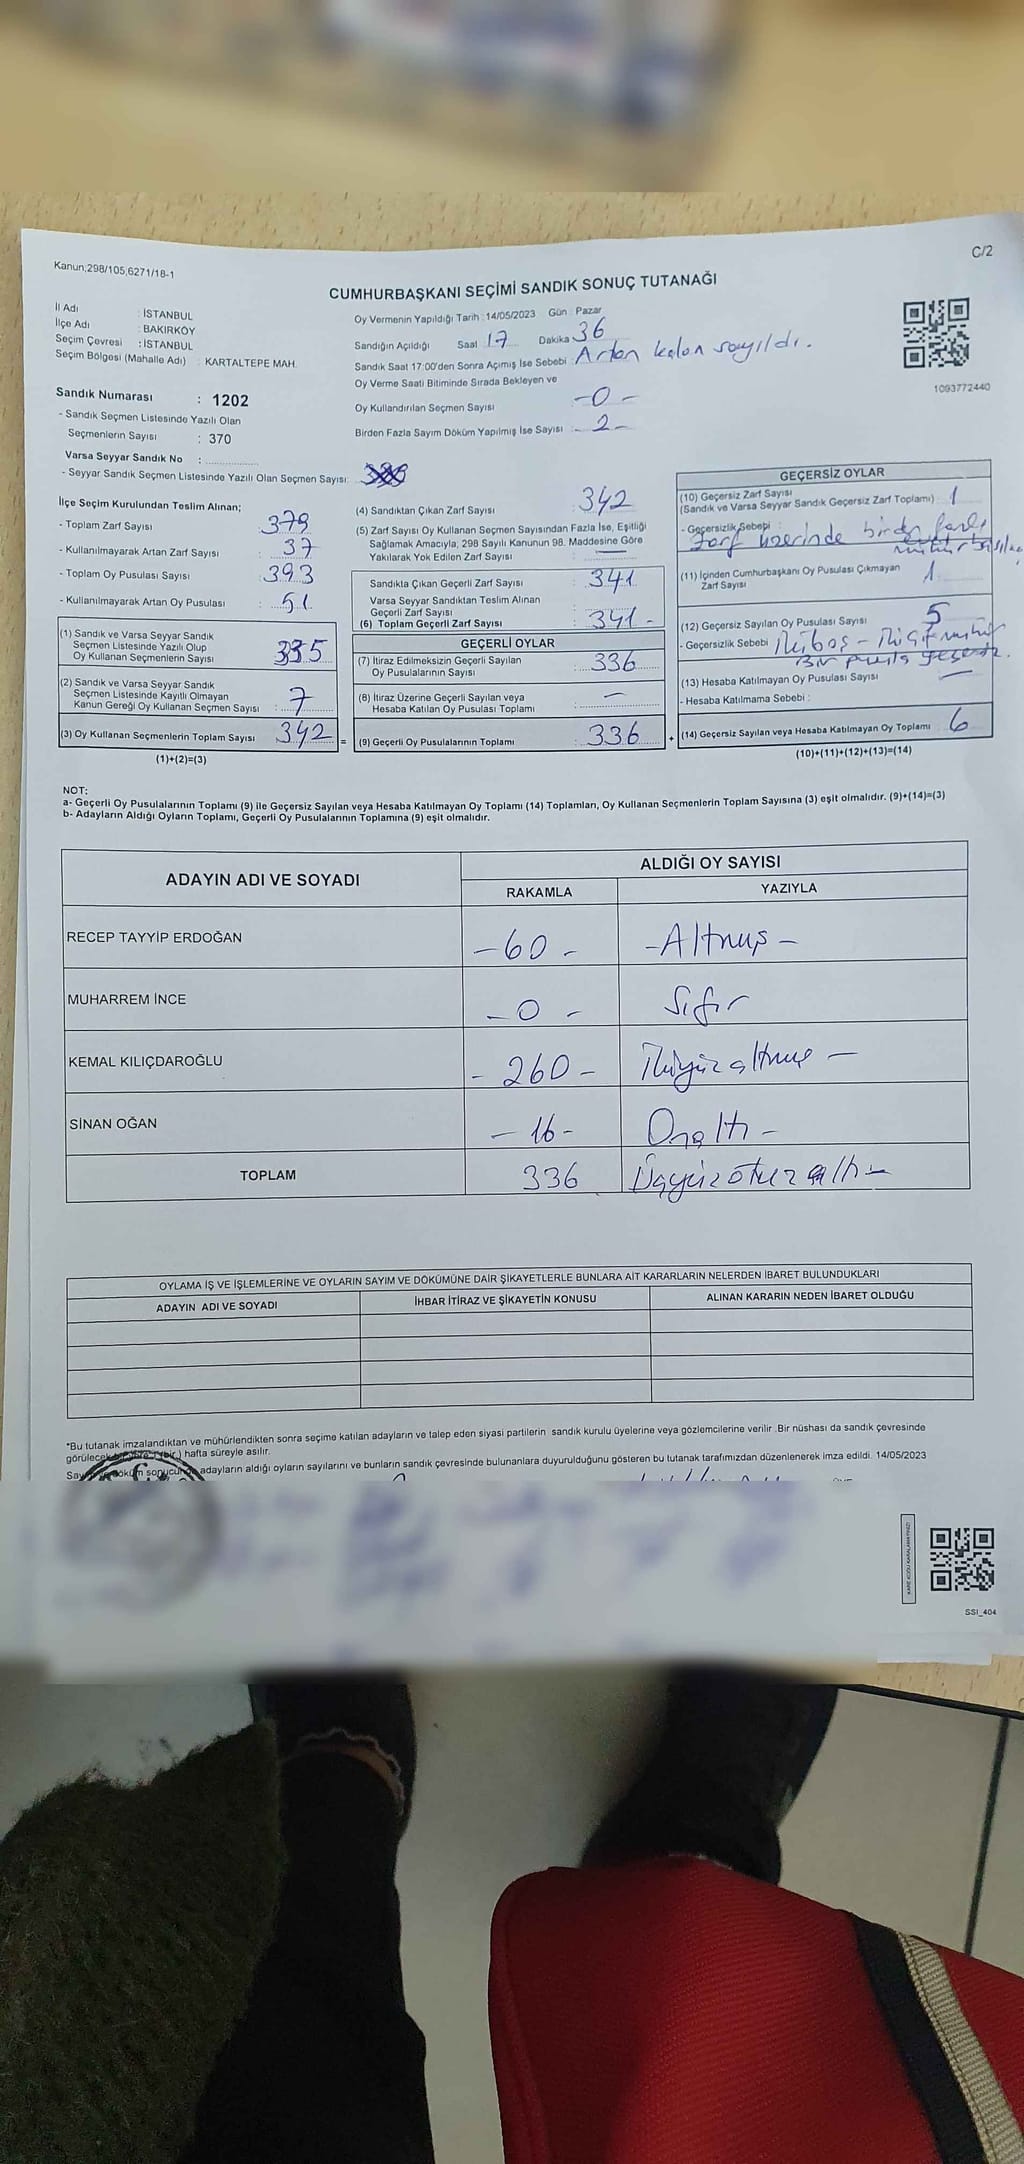 C/2
Kanun;298/105,6271/18-1
CUMHURBAŞKANI SEÇİMİ SANDIK SONUÇ TUTANAĞI
İl Adı : İSTANBUL
İlçe Adı : BAKIRKÖY
Seçim Çevresi : İSTANBUL
Seçim Bölgesi (Mahalle Adı) : KARTALTEPE MAH.
Sandık Numarası : 1202
- Sandık Seçmen Listesinde Yazılı Olan
Seçmenlerin Sayısı : 370
Varsa Seyyar Sandık No :
- Seyyar Sandık Seçmen Listesinde Yazılı Olan Seçmen Sayısı:
Oy Vermenin Yapıldığı Tarih :14/05/2023 Gün : Pazar
Sandığın Açıldığı Saat 17 Dakika 36
Sandık Saat 17:00'den Sonra Açımış İse Sebebi : Artan kalan sayıldı.
Oy Verme Saati Bitiminde Sırada Bekleyen ve
Oy Kullandırılan Seçmen Sayısı -0-
Birden Fazla Sayım Döküm Yapılmış İse Sayısı :- 2 -
1093772440
İlçe Seçim Kurulundan Teslim Alınan;
- Toplam Zarf Sayısı : 379
- Kullanılmayarak Artan Zarf Sayısı : 37
- Toplam Oy Pusulası Sayısı : 393
- Kullanılmayarak Artan Oy Pusulası : 51
(1) Sandık ve Varsa Seyyar Sandık
Seçmen Listesinde Yazılı Olup
Oy Kullanan Seçmenlerin Sayısı : 335
(2) Sandık ve Varsa Seyyar Sandık
Seçmen Listesinde Kayıtlı Olmayan
Kanun Gereği Oy Kullanan Seçmen Sayısı : 7
(3) Oy Kullanan Seçmenlerin Toplam Sayısı : 342 =
(1)+(2)=(3)
(4) Sandıktan Çıkan Zarf Sayısı : 342
(5) Zarf Sayısı Oy Kullanan Seçmen Sayısından Fazla İse, Eşitliği
Sağlamak Amacıyla; 298 Sayılı Kanunun 98. Maddesine Göre
Yakılarak Yok Edilen Zarf Sayısı : —
Sandıkta Çıkan Geçerli Zarf Sayısı : 341
Varsa Seyyar Sandıktan Teslim Alınan
Geçerli Zarf Sayısı :
(6) Toplam Geçerli Zarf Sayısı : 341 -
GEÇERLİ OYLAR
(7) İtiraz Edilmeksizin Geçerli Sayılan
Oy Pusulalarının Sayısı : 336
(8) İtiraz Üzerine Geçerli Sayılan veya
Hesaba Katılan Oy Pusulası Toplamı : —
(9) Geçerli Oy Pusulalarının Toplamı : 336 +
GEÇERSİZ OYLAR
(10) Geçersiz Zarf Sayısı
(Sandık ve Varsa Seyyar Sandık Geçersiz Zarf Toplamı) : 1
- Geçersizlik Sebebi :
Zarf üzerinde birden fazla
mühür
(11) İçinden Cumhurbaşkanı Oy Pusulası Çıkmayan
Zarf Sayısı : 1
(12) Geçersiz Sayılan Oy Pusulası Sayısı : 5
- Geçersizlik Sebebi : İki boş - İki çift mühür
Bir
(13) Hesaba Katılmayan Oy Pusulası Sayısı : —
- Hesaba Katılmama Sebebi :
(14) Geçersiz Sayılan veya Hesaba Katılmayan Oy Toplamı : 6
(10)+(11)+(12)+(13)=(14)
NOT:
a- Geçerli Oy Pusulalarının Toplamı (9) ile Geçersiz Sayılan veya Hesaba Katılmayan Oy Toplamı (14) Toplamları, Oy Kullanan Seçmenlerin Toplam Sayısına (3) eşit olmalıdır. (9)+(14)=(3)
b- Adayların Aldığı Oyların Toplamı, Geçerli Oy Pusulalarının Toplamına (9) eşit olmalıdır.
ADAYIN ADI VE SOYADI
ALDIĞI OY SAYISI
RAKAMLA YAZIYLA
RECEP TAYYİP ERDOĞAN -60- -Altmış-
MUHARREM İNCE -0- Sıfır
KEMAL KILIÇDAROĞLU -260- İkiyüzaltmış-
SİNAN OĞAN -16- Onaltı-
TOPLAM 336 Üçyüzotuzaltı-
OYLAMA İŞ VE İŞLEMLERİNE VE OYLARIN SAYIM VE DÖKÜMÜNE DAİR ŞİKAYETLERLE BUNLARA AİT KARARLARIN NELERDEN İBARET BULUNDUKLARI
ADAYIN ADI VE SOYADI İHBAR İTİRAZ VE ŞİKAYETİN KONUSU ALINAN KARARIN NEDEN İBARET OLDUĞU
*Bu tutanak imzalandıktan ve mühürlendikten sonra seçime katılan adayların ve talep eden siyasi partilerin sandık kurulu üyelerine veya gözlemcilerine verilir .Bir nüshası da sandık çevresinde
görülecek bir yere 1 (bir ) hafta süreyle asılır.
adayların aldığı oyların sayılarını ve bunların sandık çevresinde bulunanlara duyurulduğunu gösteren bu tutanak tarafımızdan düzenlenerek imza edildi. 14/05/2023
KARE KODU KARALAMAYINIZ!
SSI_404